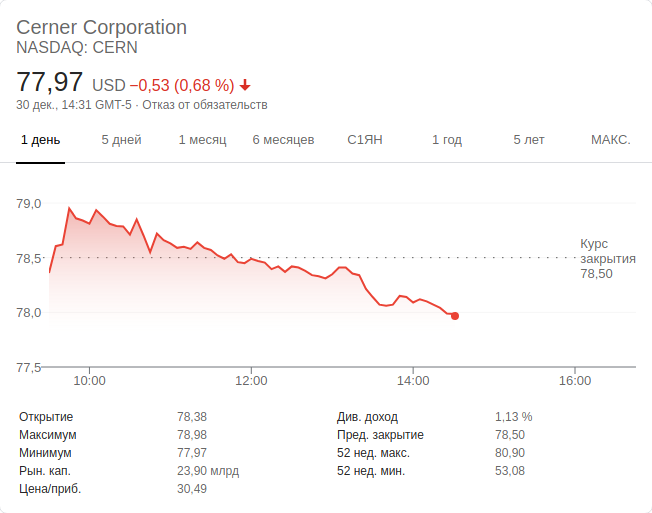 Cerner Corporation
NASDAQ: CERN
77,97 USD −0,53 (0,68 %)
30 дек., 14:31 GMT-5 · Отказ от обязательств
1 день 5 дней 1 месяц 6 месяцев С1ЯН 1 год 5 лет МАКС.
79,0
78,5
78,0
77,5
Курс
закрытия
78,50
10:00 12:00 14:00 16:00
Открытие 78,38 Див. доход 1,13 %
Максимум 78,98 Пред. закрытие 78,50
Минимум 77,97 52 нед. макс. 80,90
Рын. кап. 23,90 млрд 52 нед. мин. 53,08
Цена/приб. 30,49